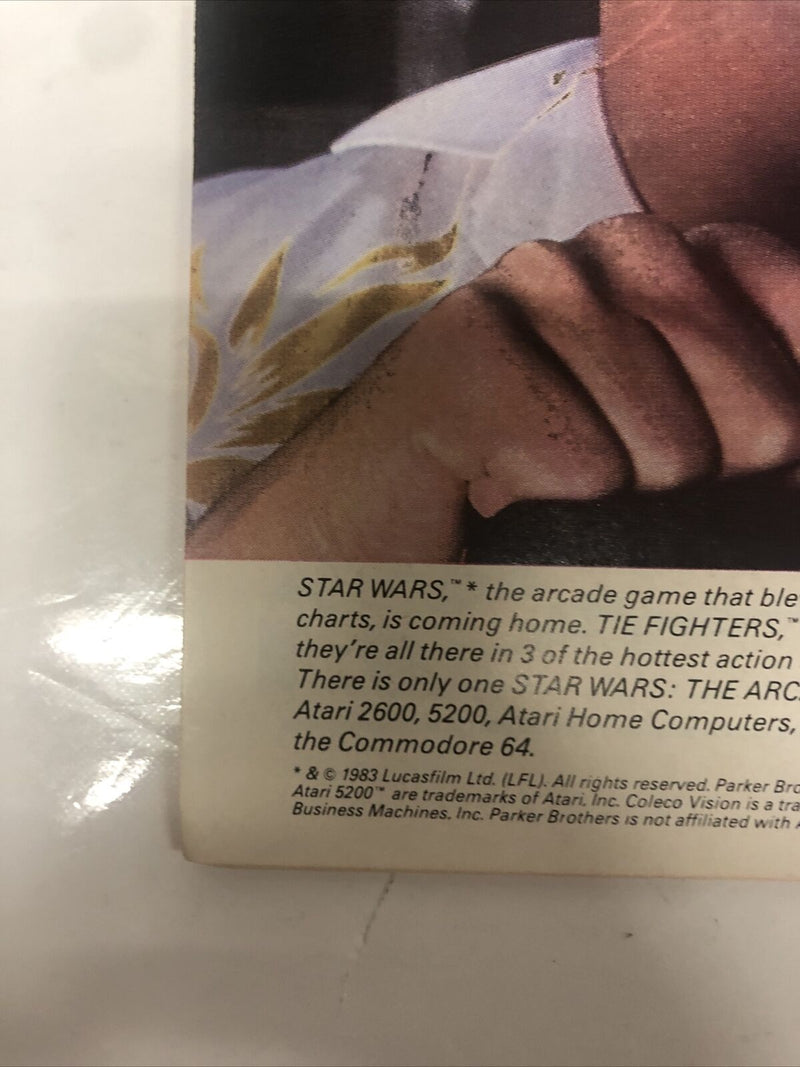 STAR WARS,™* the arcade game that ble
charts, is coming home. TIE FIGHTERS,™
they're all there in 3 of the hottest action
There is only one STAR WARS: THE ARC
Atari 2600, 5200, Atari Home Computers,
the Commodore 64.
* & © 1983 Lucasfilm Ltd. (LFL). All rights reserved. Parker Bro
Atari 5200™ are trademarks of Atari, Inc. Coleco Vision is a tra
Business Machines, Inc. Parker Brothers is not affiliated with A